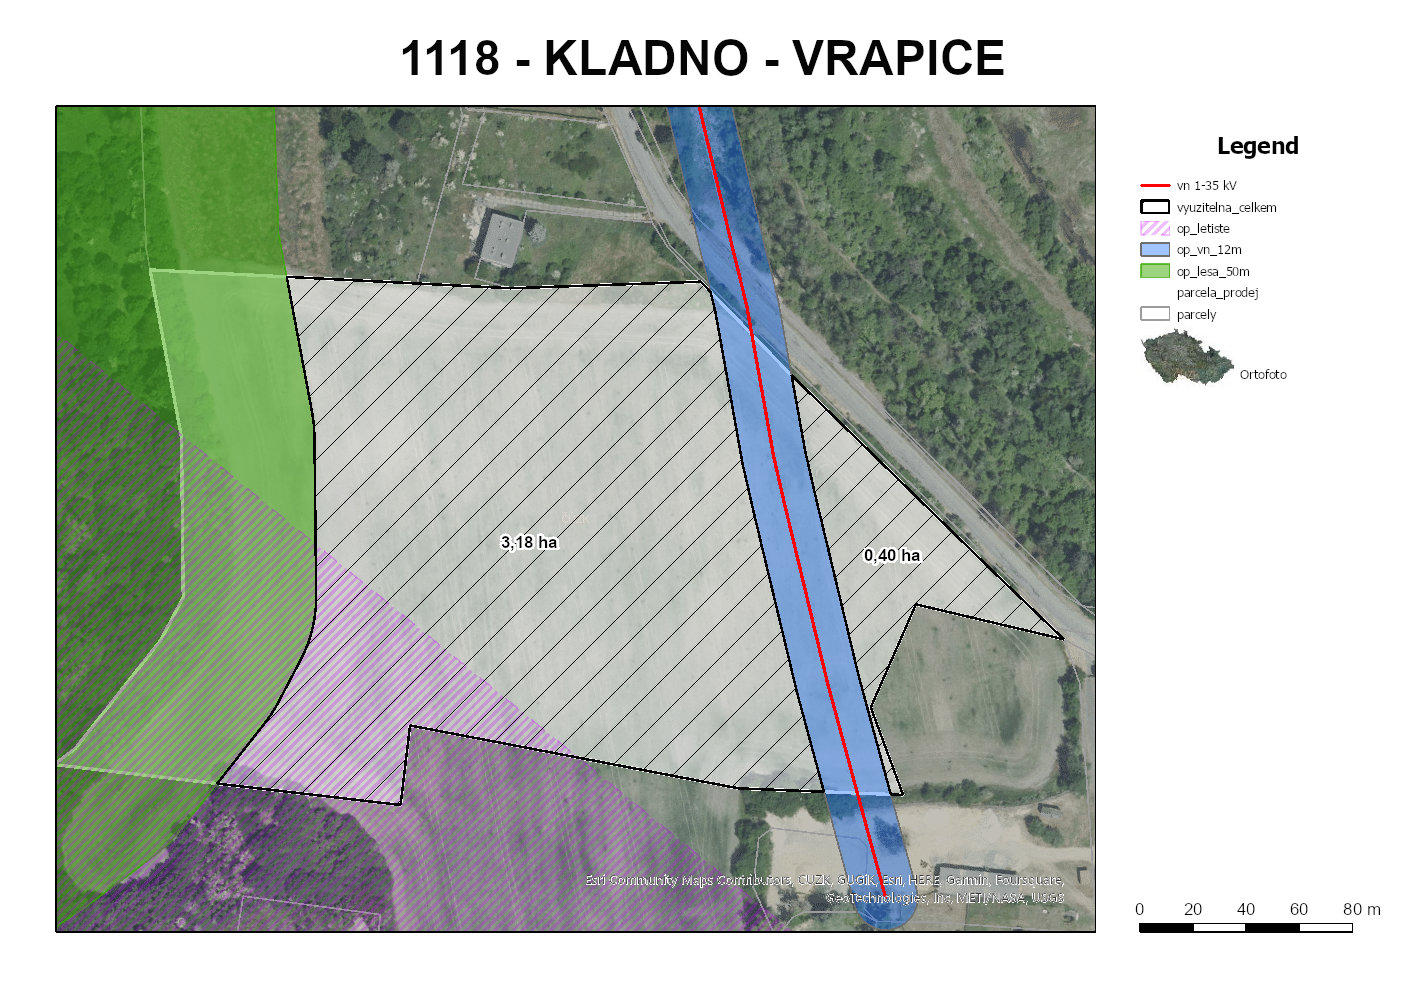 1118 - KLADNO - VRAPICE
Legend
vn 1-35 kV
vyuzitelna_celkem
op_letiste
op_vn_12m
op_lesa_50m
parcela_prodej
parcely
Ortofoto
3,18 ha
0,40 ha
Esri Community Maps Contributors, CUZK, GUGiK, Esri, HERE, Garmin, Foursquare,
GeoTechnologies, Inc, METI/NASA, USGS
0 20 40 60 80 m